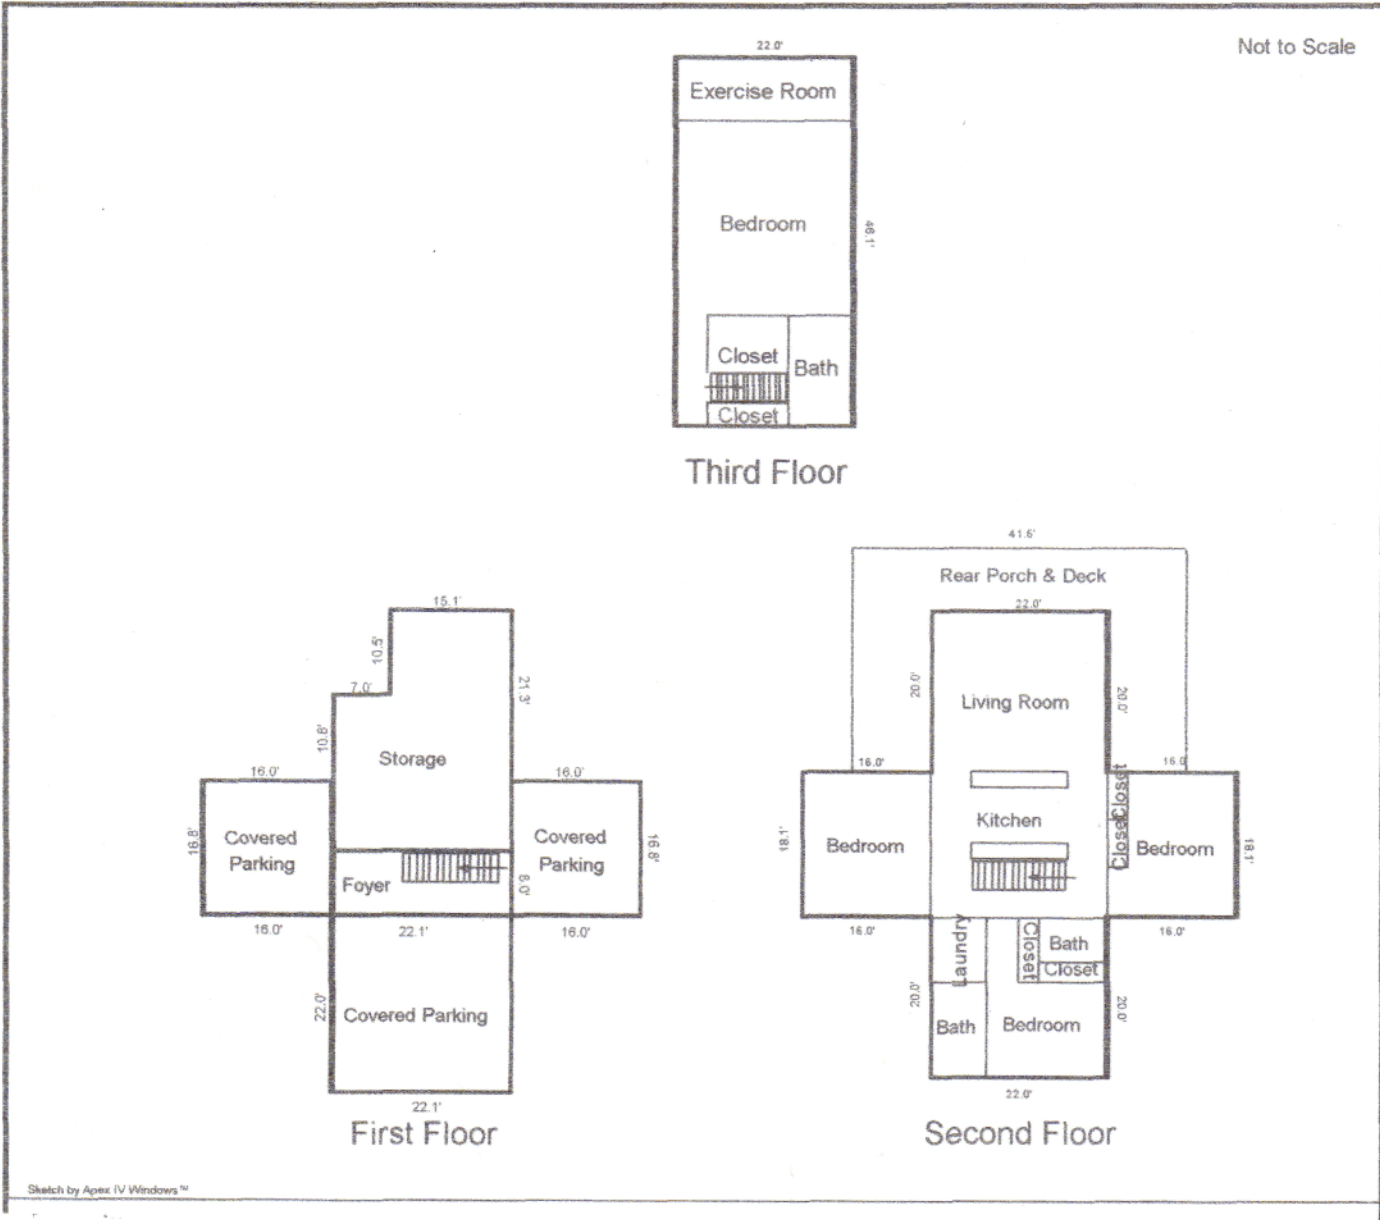 Not to Scale
22.0'
Exercise Room
Bedroom
46.1'
Closet
Bath
Closet
Third Floor
15.1'
10.5'
7.0'
21.3'
10.8'
Storage
16.0'
16.0'
16.8'
Covered
Parking
Covered
Parking
16.8'
Foyer
8.0'
16.0'
22.1'
16.0'
22.0'
Covered Parking
22.1'
First Floor
41.6'
Rear Porch & Deck
22.0'
20.0'
Living Room
20.0'
16.0'
16.0
Closet
Closet
18.1'
Bedroom
Kitchen
Bedroom
18.1'
16.0'
16.0'
Laundry
Closet
Bath
Closet
20.0'
Bath
Bedroom
20.0'
22.0'
Second Floor
Sketch by Apex IV Windows™